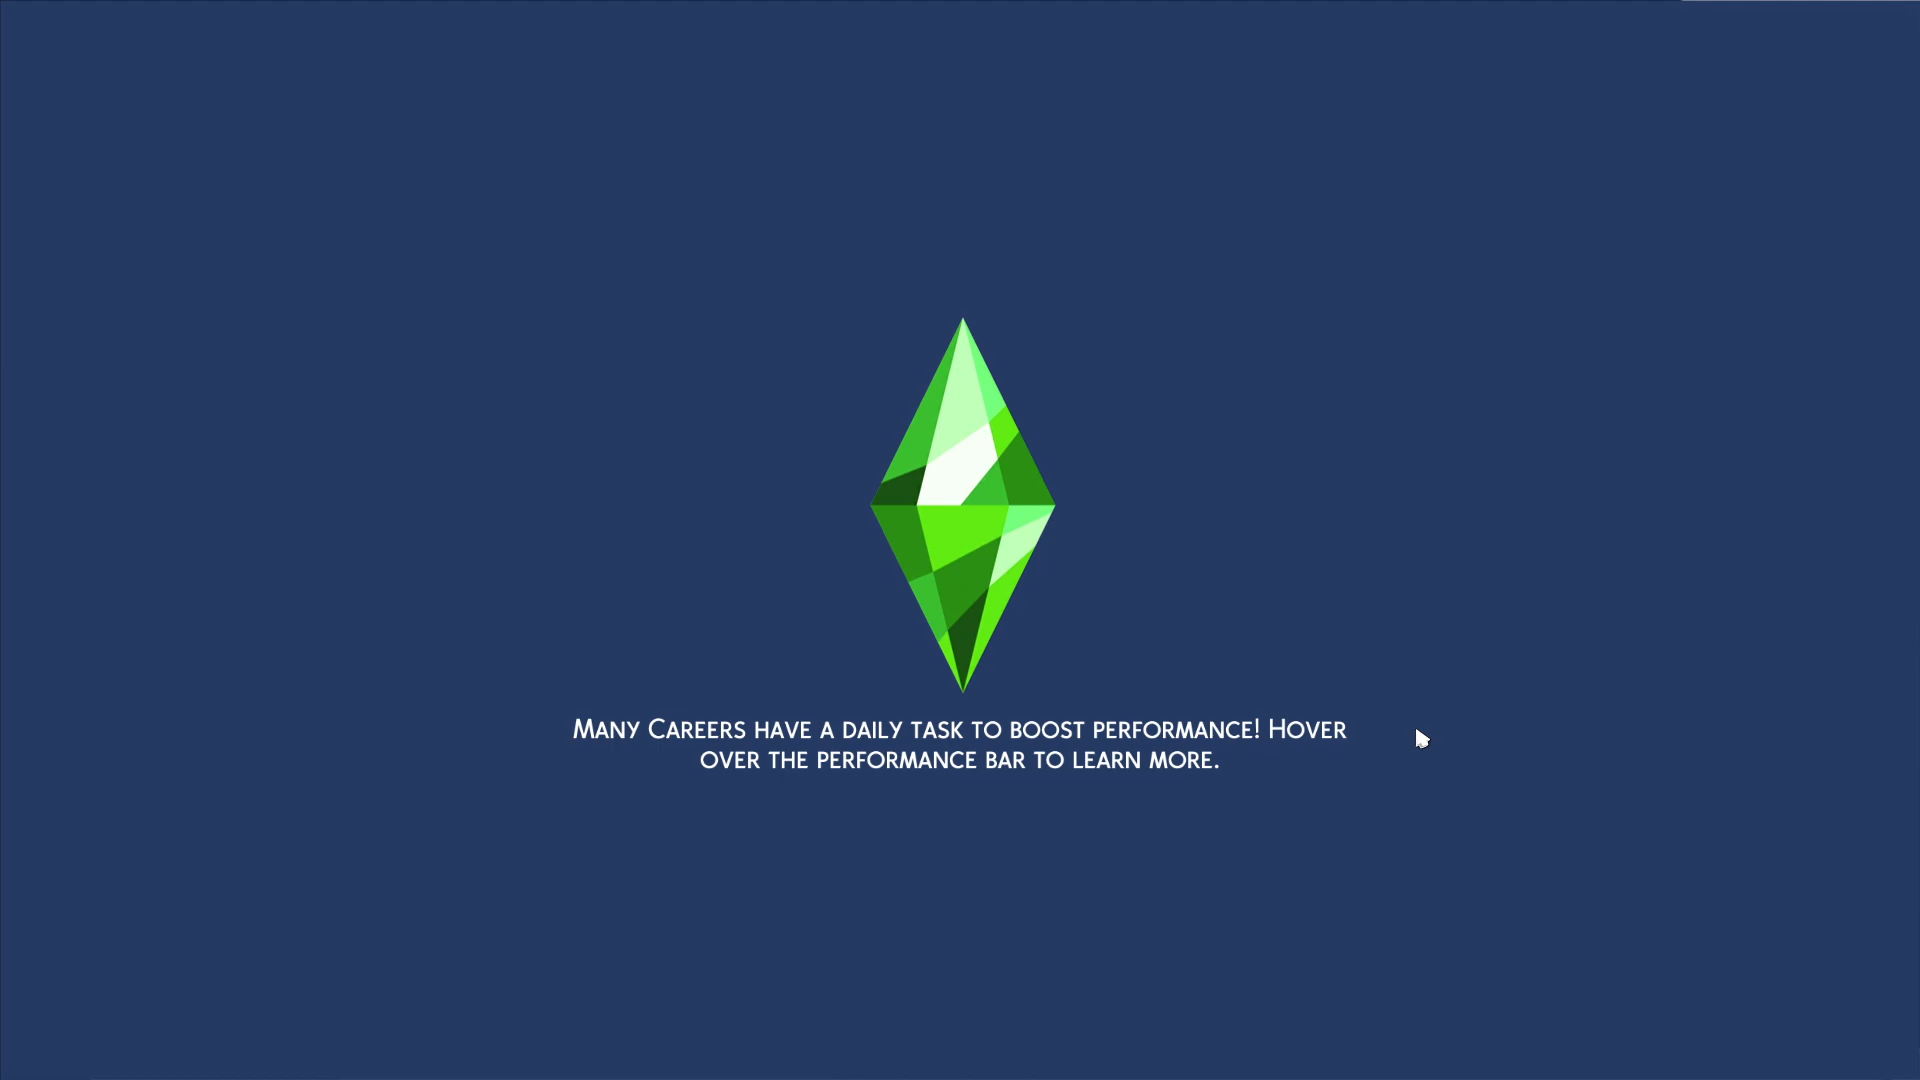 Many Careers have a daily task to boost performance! Hover
over the performance bar to learn more.